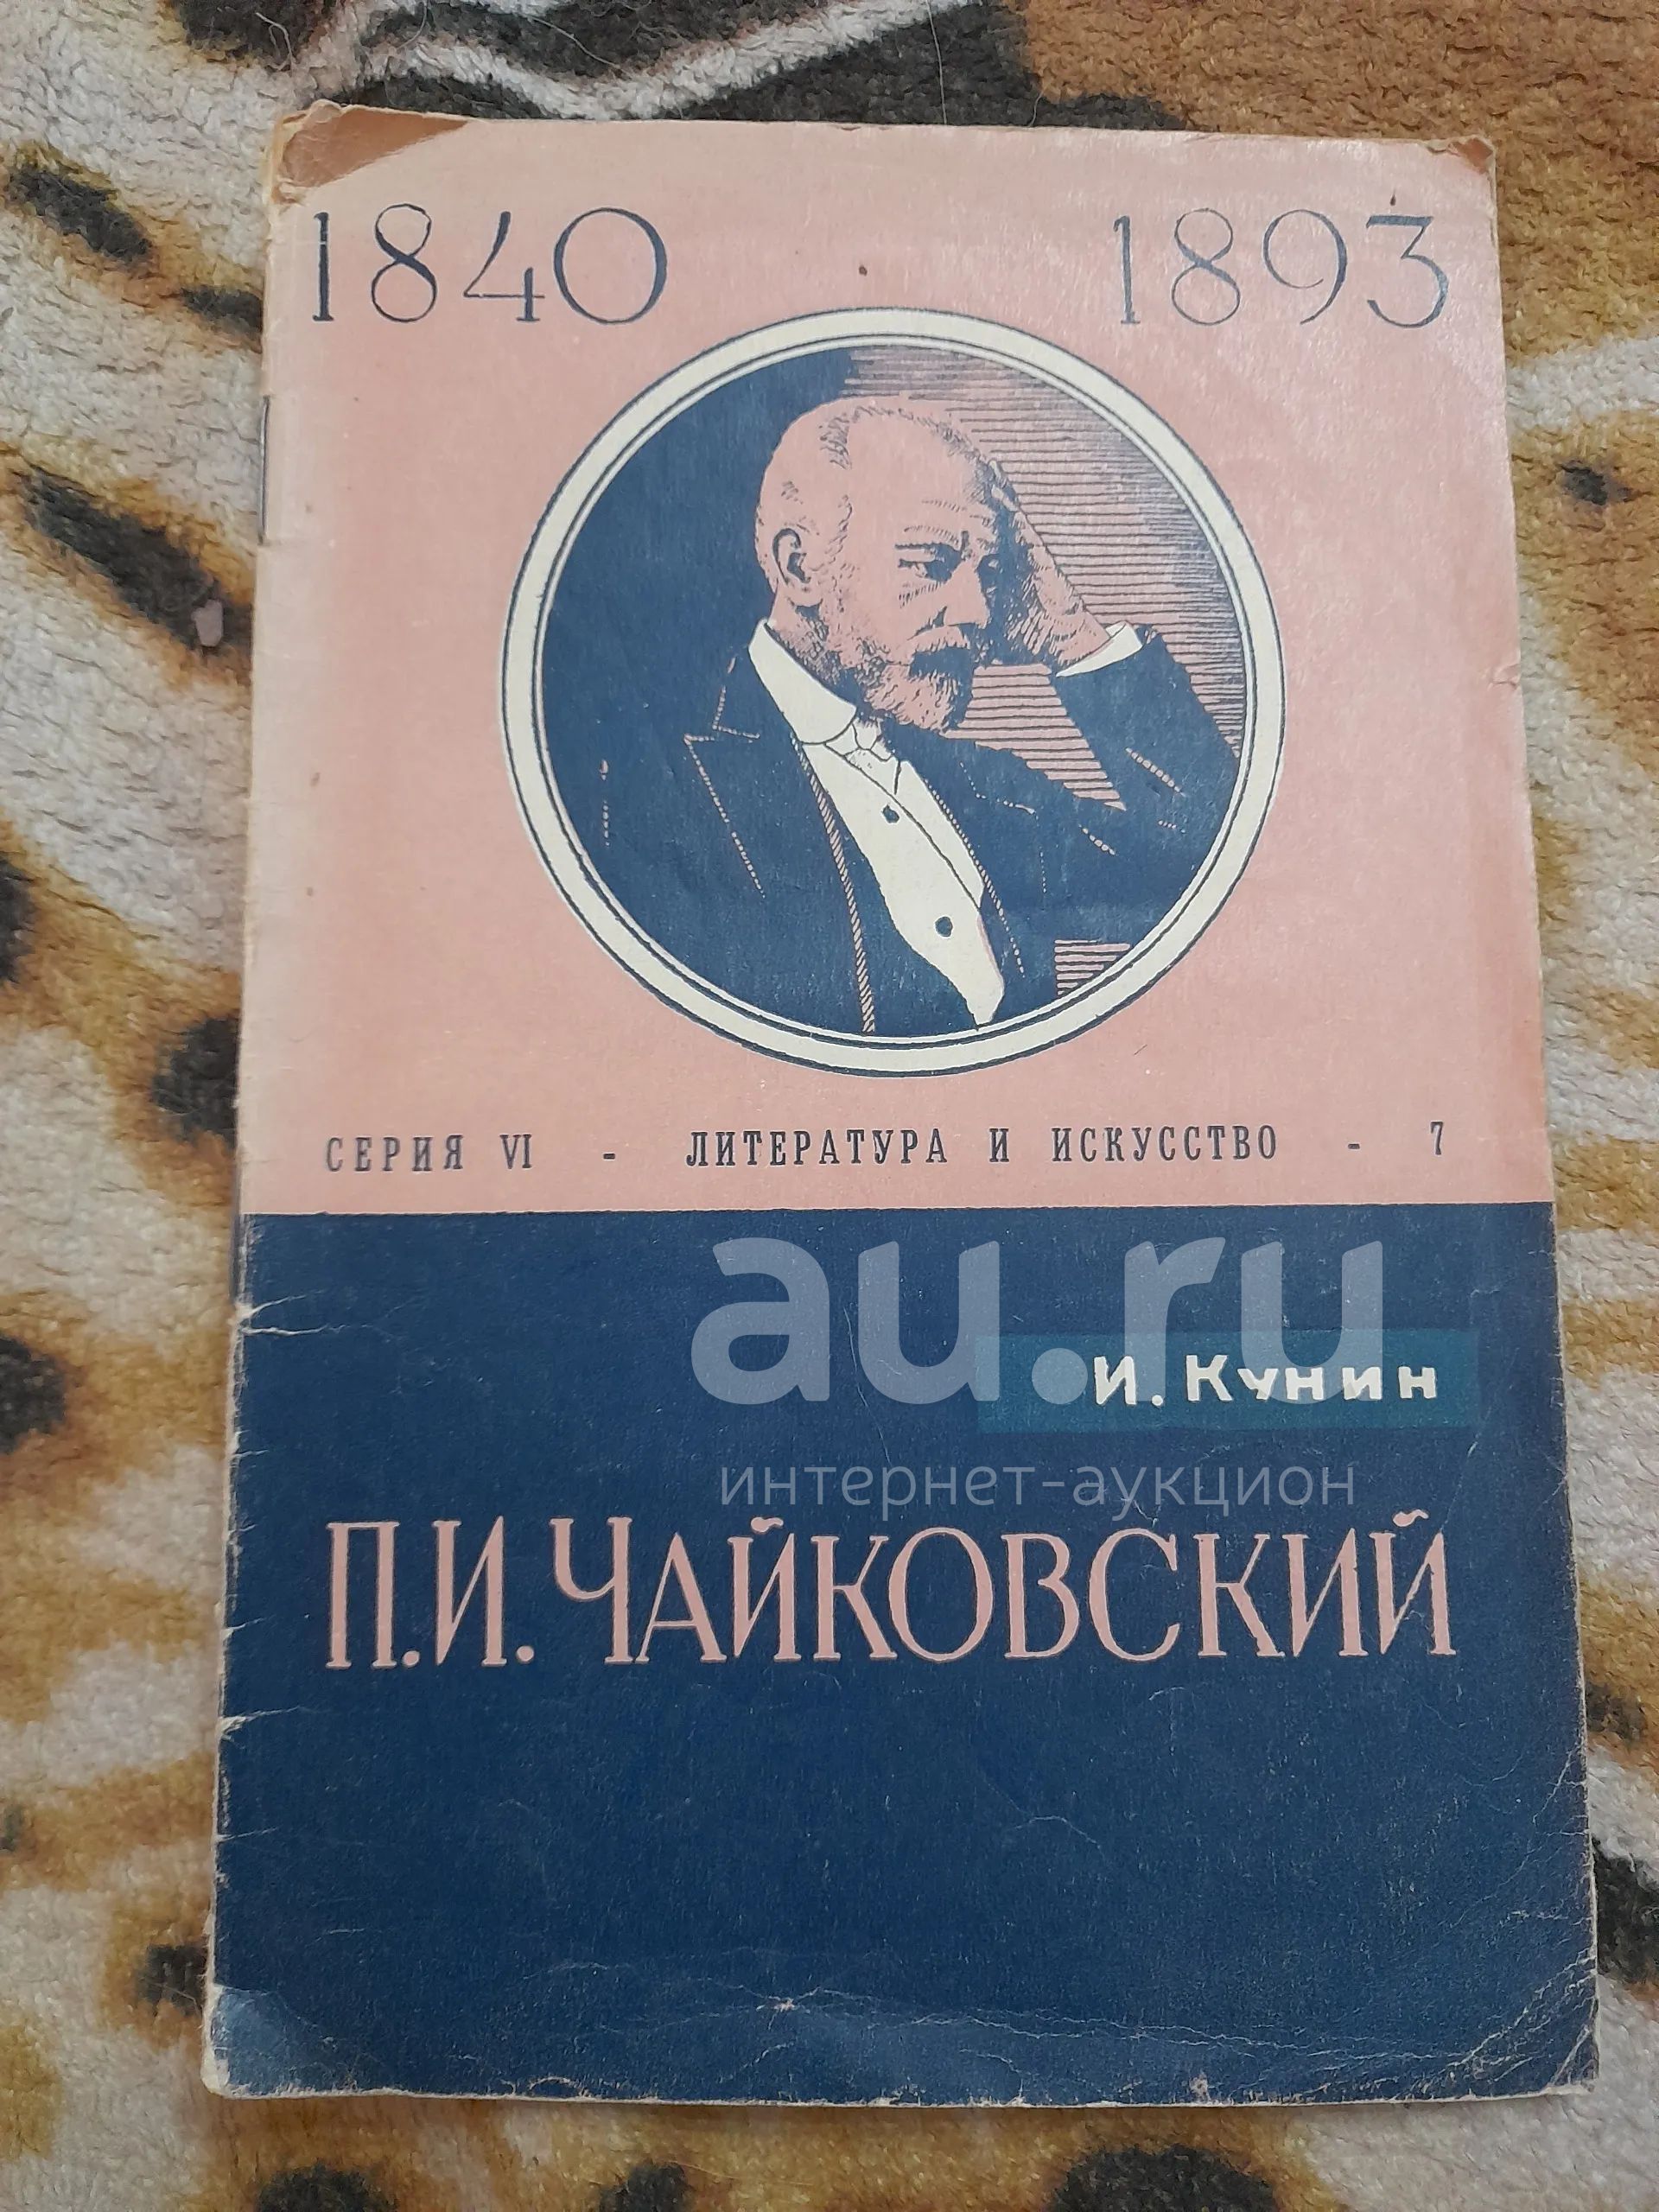 1840 1893
СЕРИЯ VI - ЛИТЕРАТУРА И ИСКУССТВО - 7
au.ru
И. Кунин
интернет-аукцион
П.И. ЧАЙКОВСКИЙ